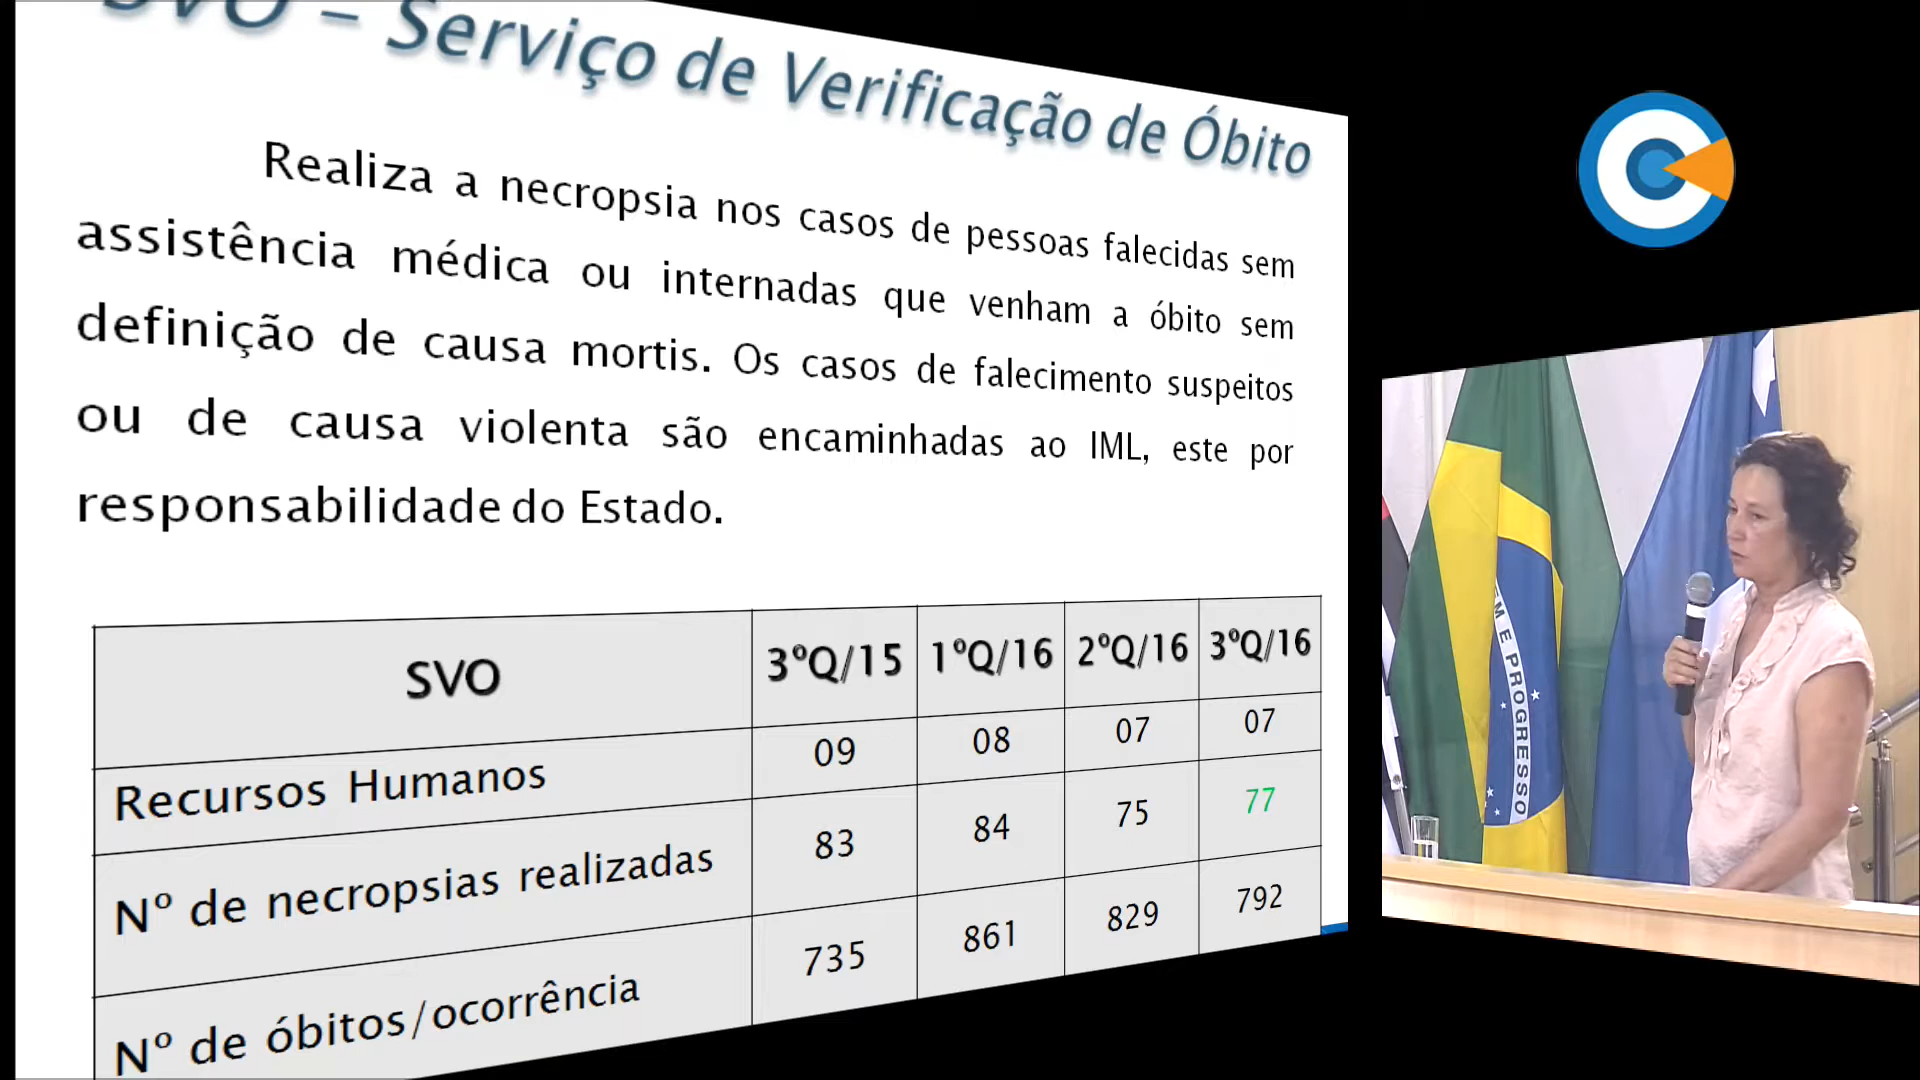 SVO – Serviço de Verificação de Óbito
Realiza a necropsia nos casos de pessoas falecidas sem
assistência médica ou internadas que venham a óbito sem
definição de causa mortis. Os casos de falecimento suspeitos
ou de causa violenta são encaminhadas ao IML, este por
responsabilidade do Estado.
SVO 3ºQ/15 1ºQ/16 2ºQ/16 3ºQ/16
Recursos Humanos 09 08 07 07
Nº de necropsias realizadas 83 84 75 77
Nº de óbitos/ocorrência 735 861 829 792
EM E PROGRESSO